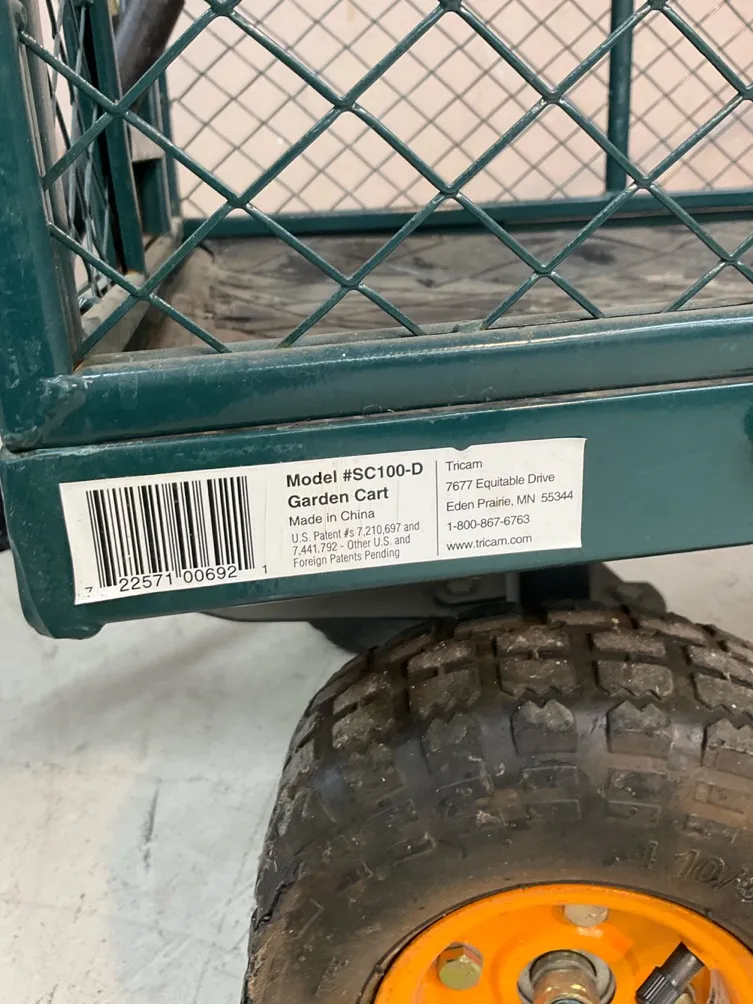 Model #SC100-D
Garden Cart
Made in China
U.S. Patent #s 7,210,697 and
7,441,792 - Other U.S. and
Foreign Patents Pending
Tricam
7677 Equitable Drive
Eden Prairie, MN 55344
1-800-867-6763
www.tricam.com
7 22571 00692 1
4 10/